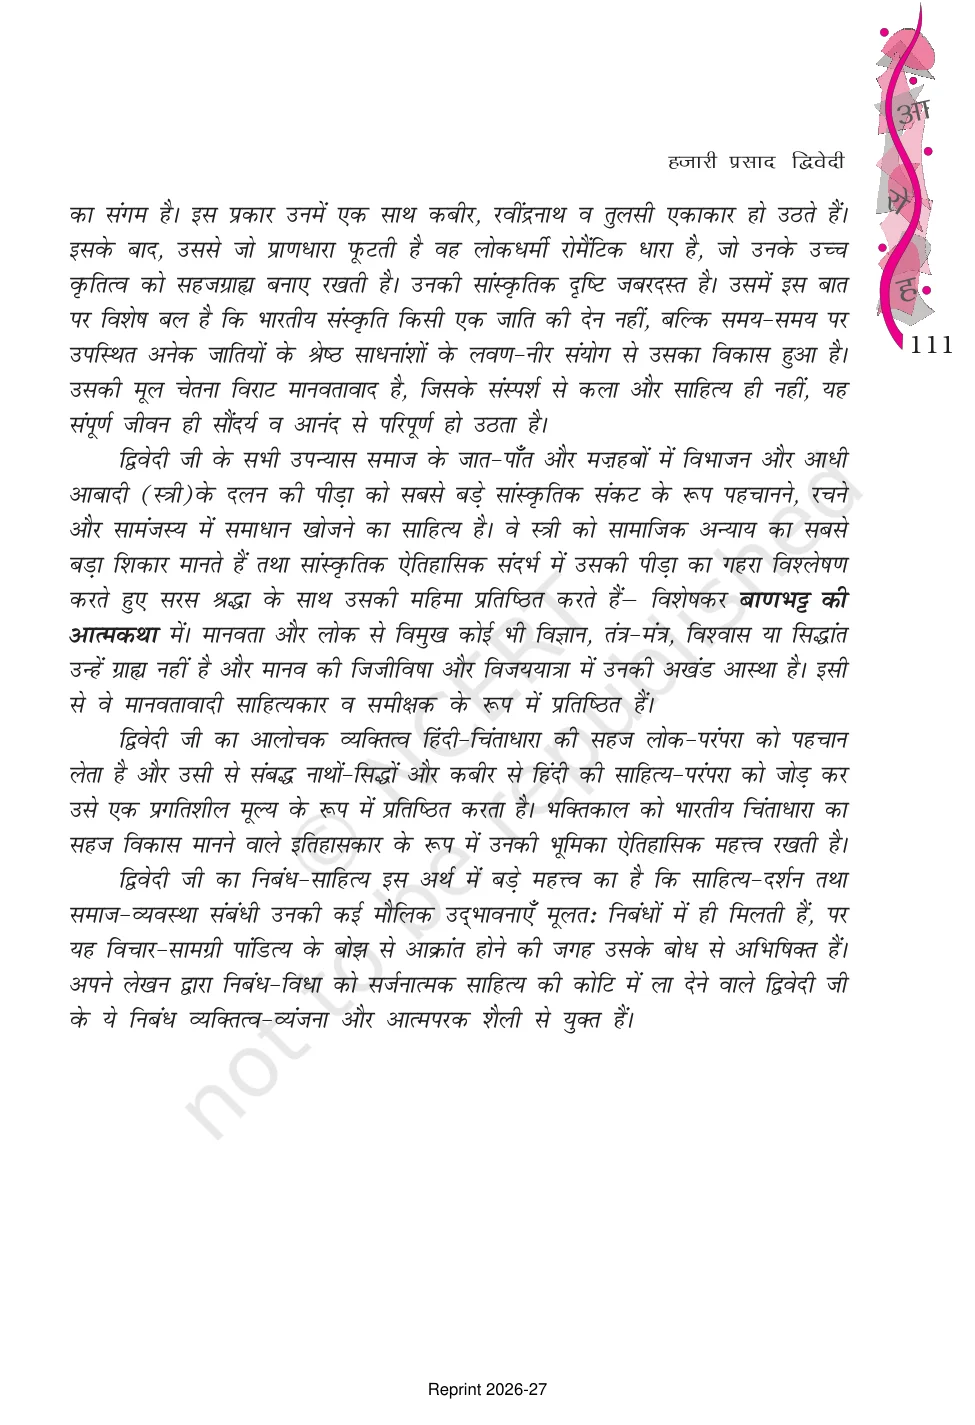 हजारी प्रसाद द्विवेदी
आ
रो
ह
111
का संगम है। इस प्रकार उनमें एक साथ कबीर, रवींद्रनाथ व तुलसी एकाकार हो उठते हैं।
इसके बाद, उससे जो प्राणधारा फूटती है वह लोकधर्मी रोमैंटिक धारा है, जो उनके उच्च
कृतित्व को सहजग्राह्य बनाए रखती है। उनकी सांस्कृतिक दृष्टि जबरदस्त है। उसमें इस बात
पर विशेष बल है कि भारतीय संस्कृति किसी एक जाति की देन नहीं, बल्कि समय-समय पर
उपस्थित अनेक जातियों के श्रेष्ठ साधनांशों के लवण-नीर संयोग से उसका विकास हुआ है।
उसकी मूल चेतना विराट मानवतावाद है, जिसके संस्पर्श से कला और साहित्य ही नहीं, यह
संपूर्ण जीवन ही सौंदर्य व आनंद से परिपूर्ण हो उठता है।
द्विवेदी जी के सभी उपन्यास समाज के जात-पाँत और मज़हबों में विभाजन और आधी
आबादी (स्त्री)के दलन की पीड़ा को सबसे बड़े सांस्कृतिक संकट के रूप पहचानने, रचने
और सामंजस्य में समाधान खोजने का साहित्य है। वे स्त्री को सामाजिक अन्याय का सबसे
बड़ा शिकार मानते हैं तथा सांस्कृतिक ऐतिहासिक संदर्भ में उसकी पीड़ा का गहरा विश्लेषण
करते हुए सरस श्रद्धा के साथ उसकी महिमा प्रतिष्ठित करते हैं– विशेषकर बाणभट्ट की
आत्मकथा में। मानवता और लोक से विमुख कोई भी विज्ञान, तंत्र-मंत्र, विश्वास या सिद्धांत
उन्हें ग्राह्य नहीं है और मानव की जिजीविषा और विजययात्रा में उनकी अखंड आस्था है। इसी
से वे मानवतावादी साहित्यकार व समीक्षक के रूप में प्रतिष्ठित हैं।
द्विवेदी जी का आलोचक व्यक्तित्व हिंदी-चिंताधारा की सहज लोक-परंपरा को पहचान
लेता है और उसी से संबद्ध नाथों-सिद्धों और कबीर से हिंदी की साहित्य-परंपरा को जोड़ कर
उसे एक प्रगतिशील मूल्य के रूप में प्रतिष्ठित करता है। भक्तिकाल को भारतीय चिंताधारा का
सहज विकास मानने वाले इतिहासकार के रूप में उनकी भूमिका ऐतिहासिक महत्त्व रखती है।
द्विवेदी जी का निबंध-साहित्य इस अर्थ में बड़े महत्त्व का है कि साहित्य-दर्शन तथा
समाज-व्यवस्था संबंधी उनकी कई मौलिक उद्‌भावनाएँ मूलतः निबंधों में ही मिलती हैं, पर
यह विचार-सामग्री पांडित्य के बोझ से आक्रांत होने की जगह उसके बोध से अभिषिक्त हैं।
अपने लेखन द्वारा निबंध-विधा को सर्जनात्मक साहित्य की कोटि में ला देने वाले द्विवेदी जी
के ये निबंध व्यक्तित्व-व्यंजना और आत्मपरक शैली से युक्त हैं।
© NCERT
not to be republished
Reprint 2026-27